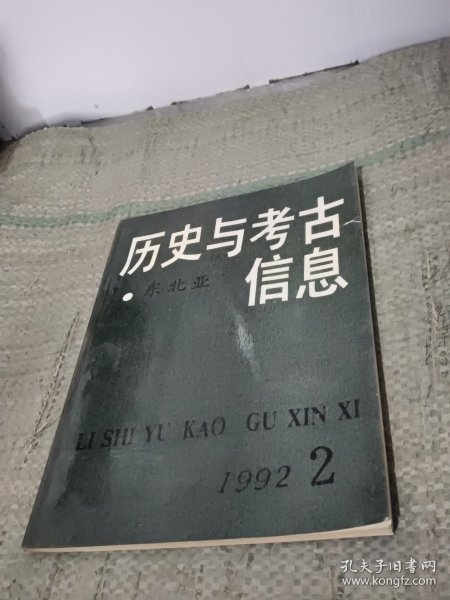 历史与考古
·东北亚 信息
LI SHI YU KAO GU XIN XI
1992 2
孔夫子旧书网
www.kongfz.com